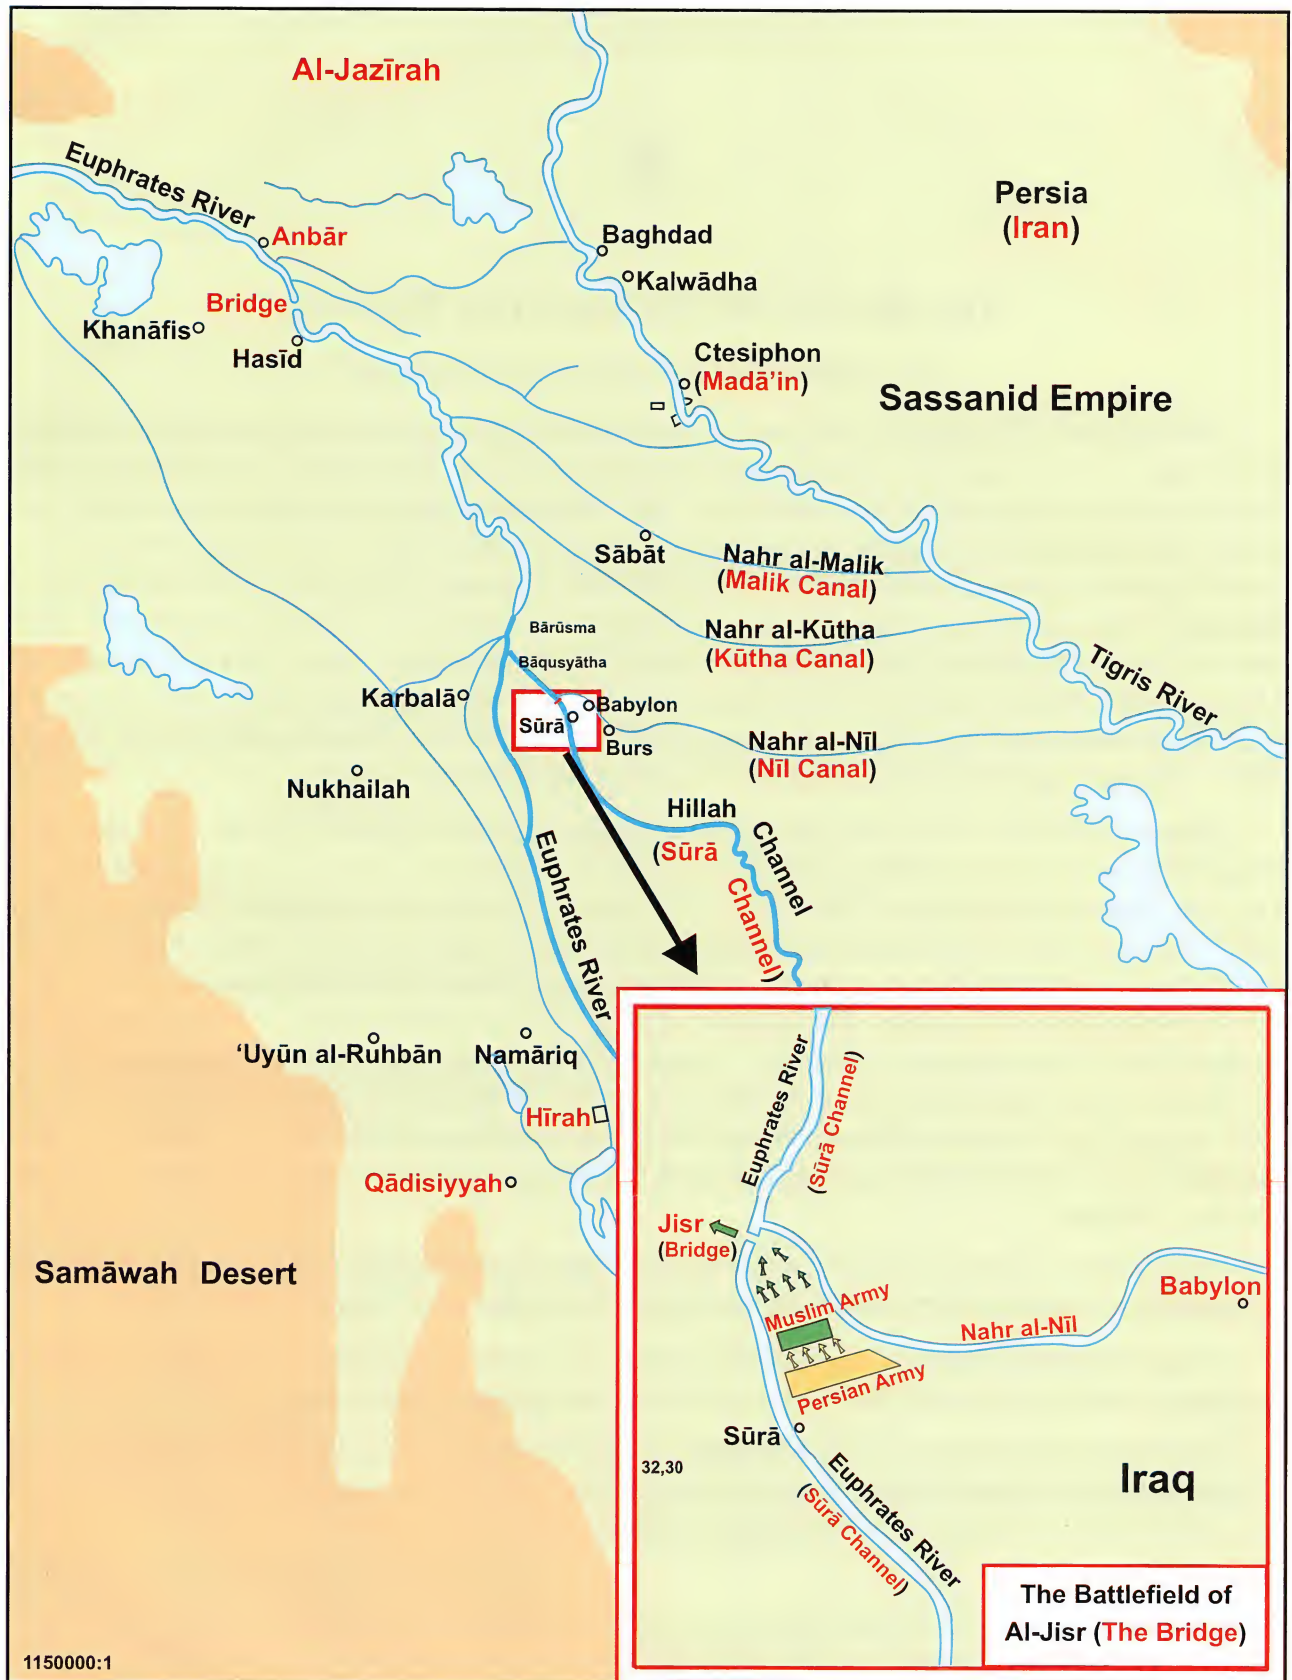 Al-Jazīrah
Euphrates River
Anbār
Persia
(Iran)
Baghdad
Kalwādha
Bridge
Khanāfis
Hasīd
Ctesiphon
(Madā’in)
Sassanid Empire
Sābāt
Nahr al-Malik
(Malik Canal)
Bārūsma
Nahr al-Kūtha
(Kūtha Canal)
Tigris River
Bāqusyātha
Karbalā
Babylon
Sūrā
Burs
Nahr al-Nīl
(Nīl Canal)
Nukhailah
Hillah Channel
(Sūrā Channel)
Euphrates River
‘Uyūn al-Ruhbān
Namāriq
Hīrah
Qādisiyyah
Samāwah Desert
1150000:1
Euphrates River
(Sūrā Channel)
Jisr
(Bridge)
Muslim Army
Babylon
Nahr al-Nīl
Persian Army
Sūrā
32,30
Iraq
Euphrates River
(Sūrā Channel)
The Battlefield of
Al-Jisr (The Bridge)